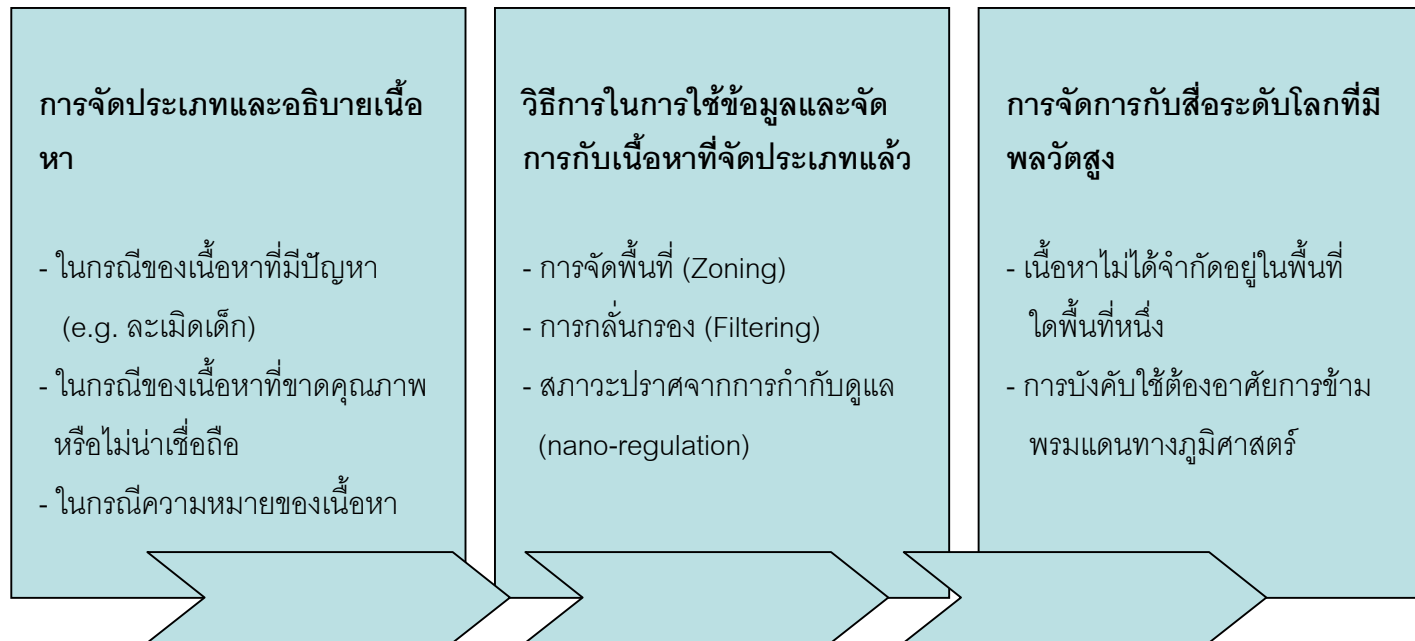 การจัดประเภทและอธิบายเนื้อ
หา
- ในกรณีของเนื้อหาที่มีปัญหา
(e.g. ละเมิดเด็ก)
- ในกรณีของเนื้อหาที่ขาดคุณภาพ
หรือไม่น่าเชื่อถือ
- ในกรณีความหมายของเนื้อหา
วิธีการในการใช้ข้อมูลและจัด
การกับเนื้อหาที่จัดประเภทแล้ว
- การจัดพื้นที่ (Zoning)
- การกลั่นกรอง (Filtering)
- สภาวะปราศจากการกำกับดูแล
(nano-regulation)
การจัดการกับสื่อระดับโลกที่มี
พลวัตสูง
- เนื้อหาไม่ได้จำกัดอยู่ในพื้นที่
ใดพื้นที่หนึ่ง
- การบังคับใช้ต้องอาศัยการข้าม
พรมแดนทางภูมิศาสตร์